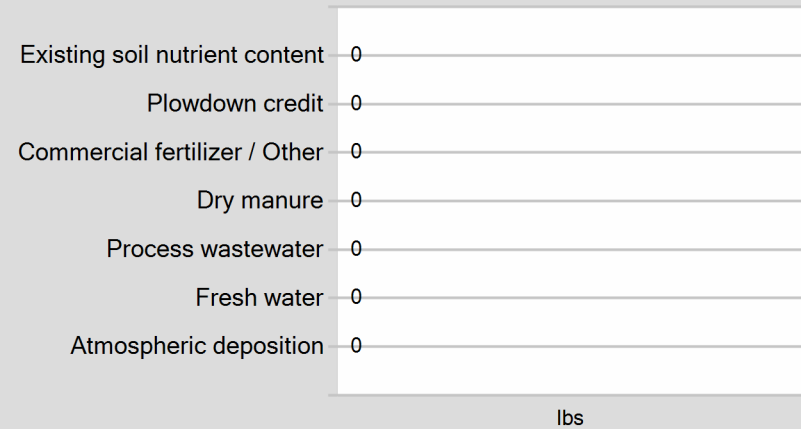 Existing soil nutrient content 0
Plowdown credit 0
Commercial fertilizer / Other 0
Dry manure 0
Process wastewater 0
Fresh water 0
Atmospheric deposition 0
lbs